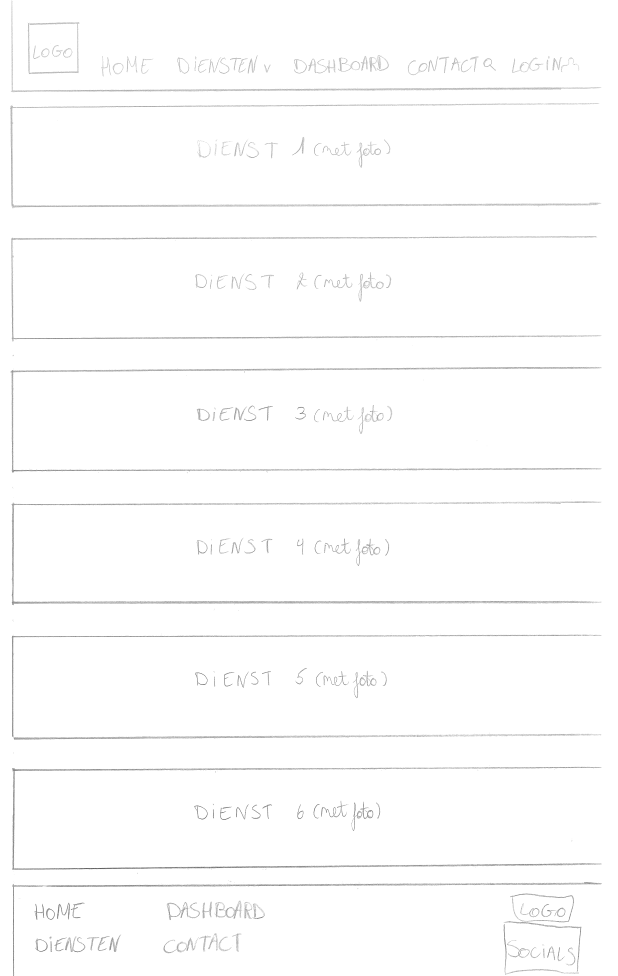 LOGO
HOME DiENSTEN v DASHBOARD CONTACT LOGiN
DiENST 1 (met foto)
DiENST 2 (met foto)
DiENST 3 (met foto)
DiENST 4 (met foto)
DiENST 5 (met foto)
DiENST 6 (met foto)
HOME DASHBOARD LOGO
DiENSTEN CONTACT SOCiALS